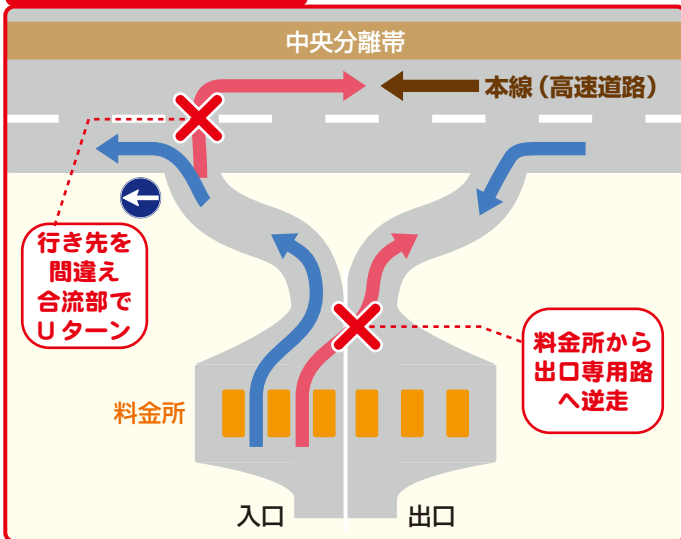 中央分離帯
本線（高速道路）
行き先を
間違え
合流部で
Uターン
料金所から
出口専用路
へ逆走
料金所
入口
出口